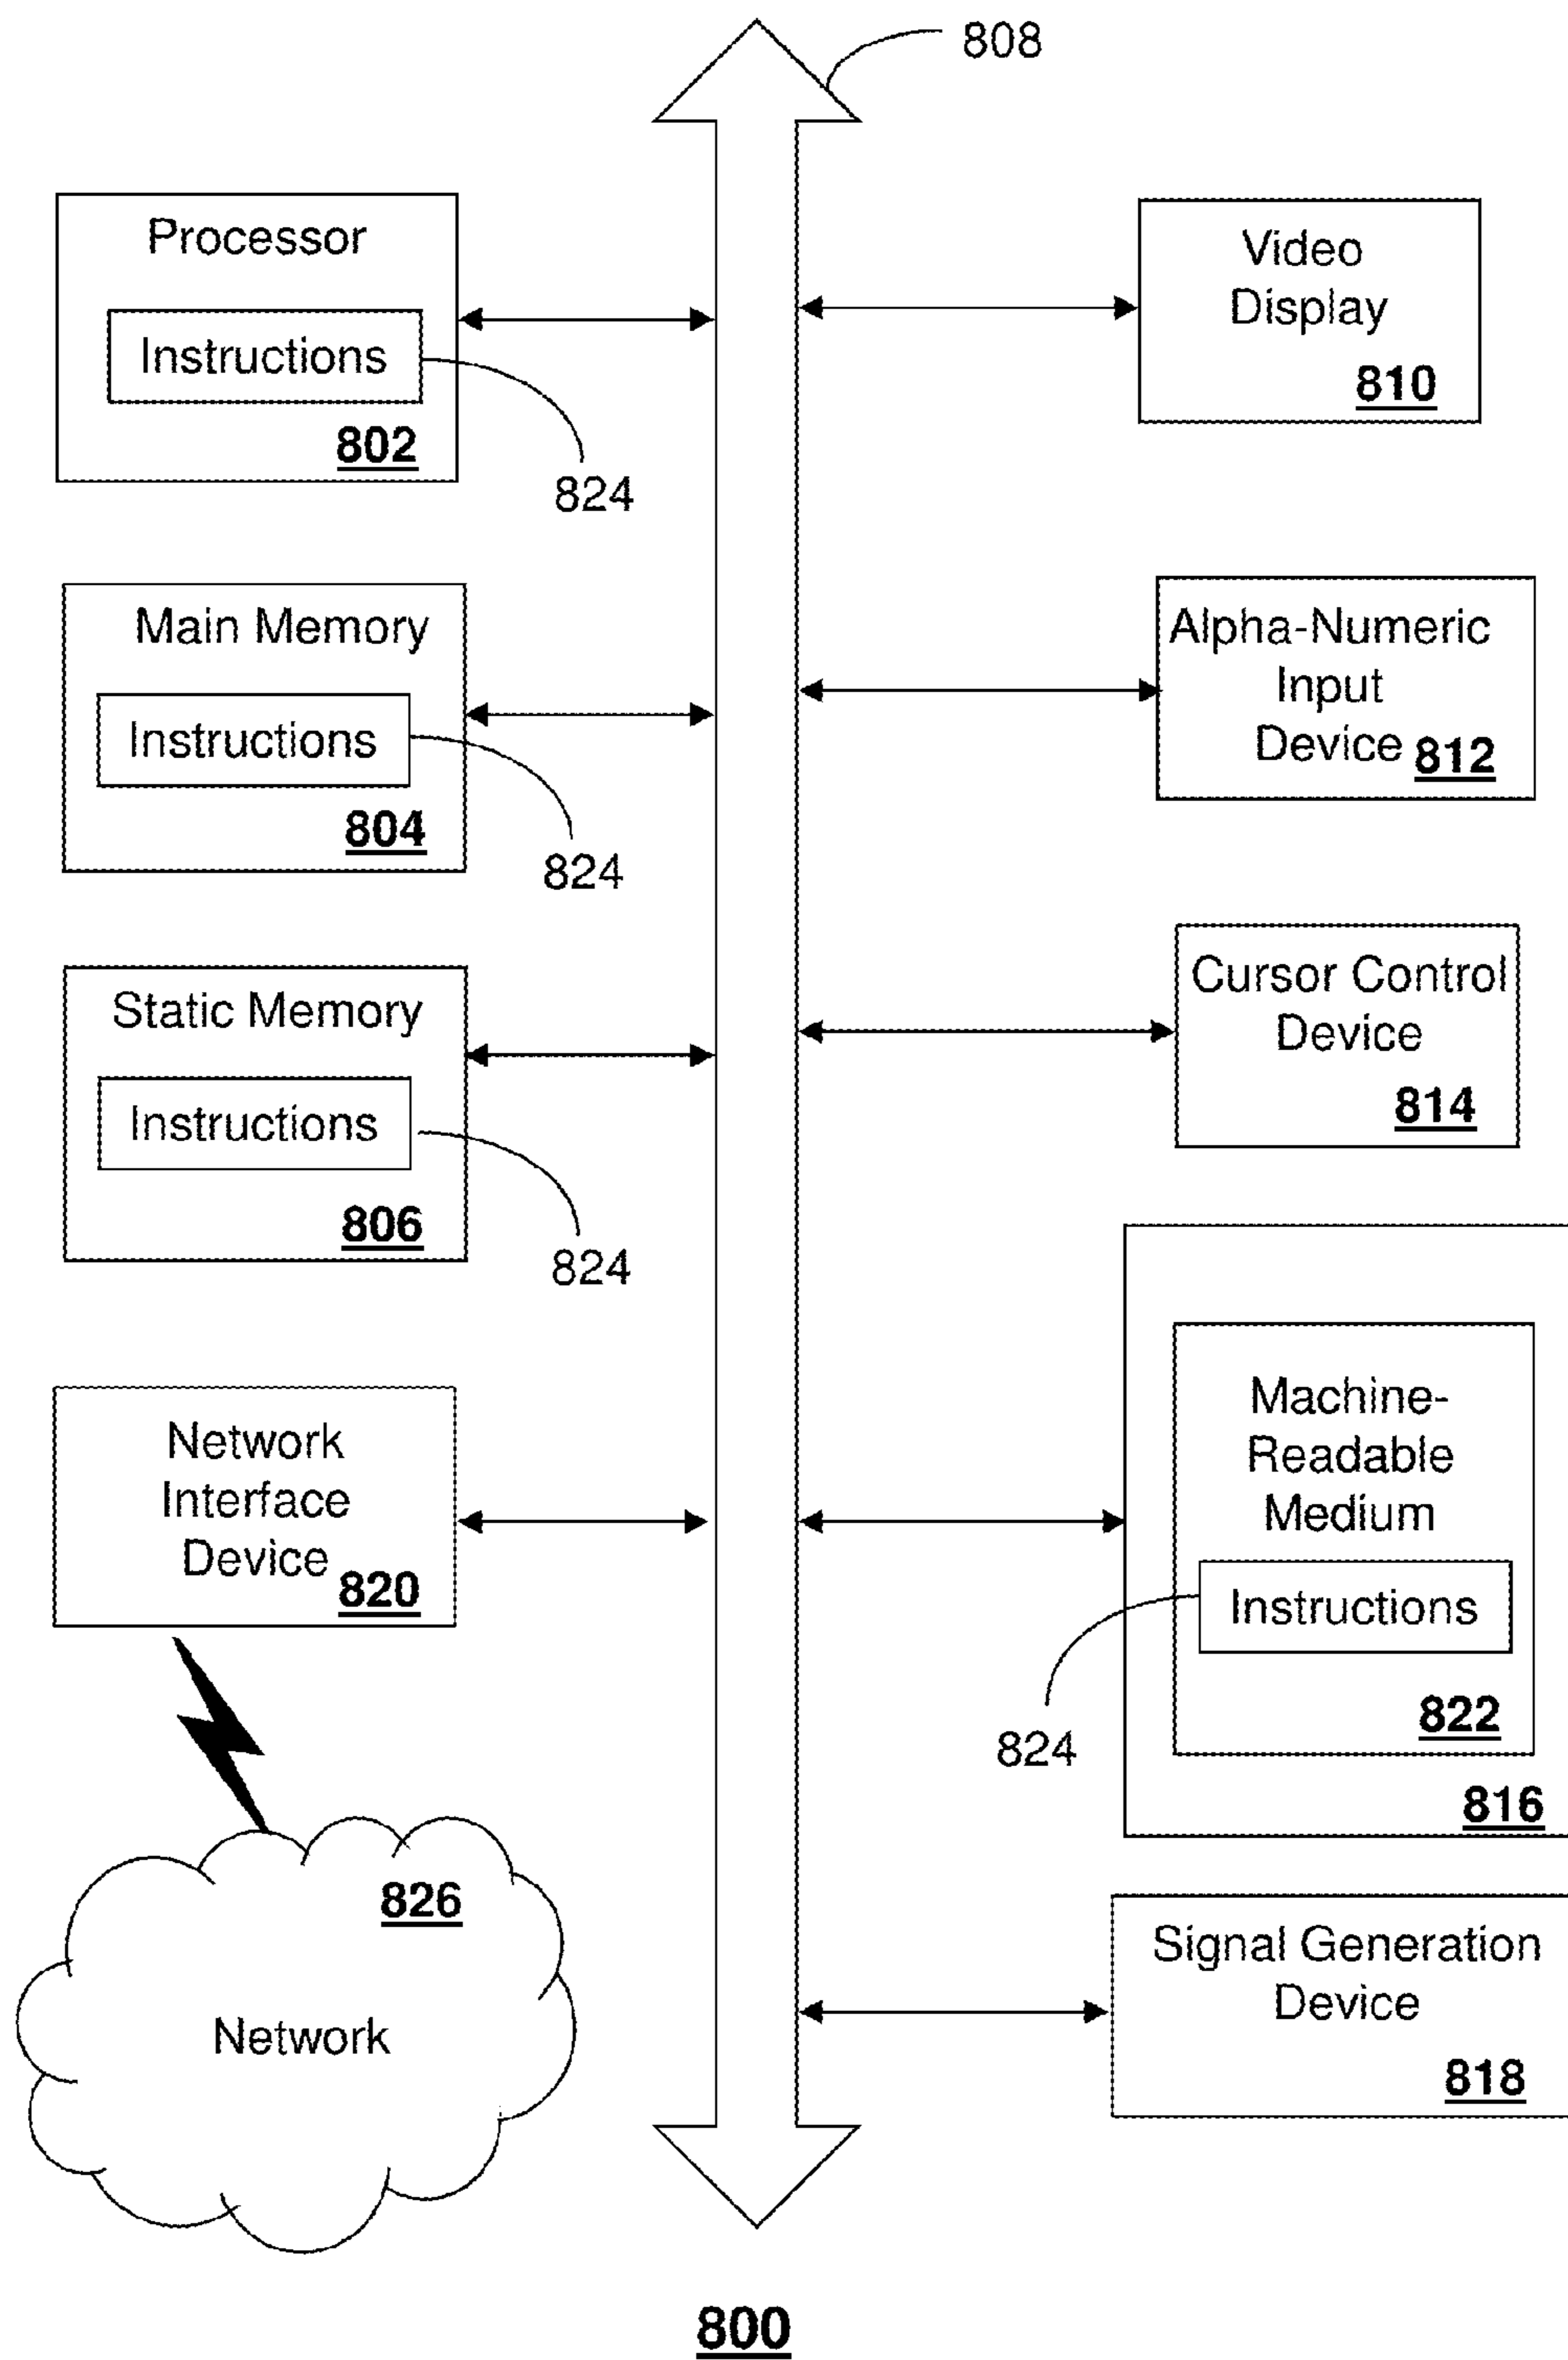 808
Processor
Instructions
802
824
Main Memory
Instructions
804
824
Static Memory
Instructions
806
824
Network
Interface
Device
820
826
Network
Video
Display
810
Alpha-Numeric
Input
Device
812
Cursor Control
Device
814
Machine-
Readable
Medium
Instructions
822
824
816
Signal Generation
Device
818
800